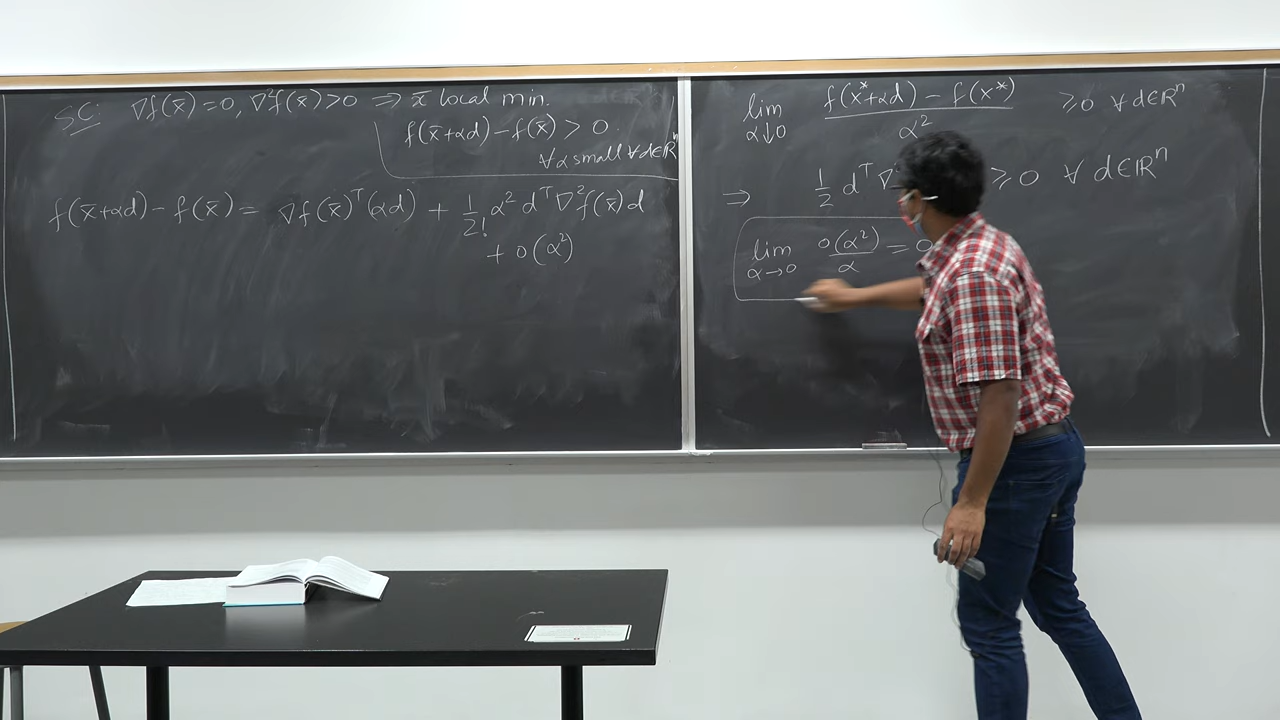 SC: ∇f(x̄)=0, ∇²f(x̄)>0 ⇒ x̄ local min.
f(x̄+αd)-f(x̄)>0.
∀α small ∀d∈ℝⁿ
f(x̄+αd)-f(x̄)= ∇f(x̄)ᵀ(αd) + 1/2! α² dᵀ∇²f(x̄)d
+ o(α²)
lim α↓0 (f(x*+αd)-f(x*))/α² ≥0 ∀d∈ℝⁿ
⇒ 1/2 dᵀ∇ ≥0 ∀ d∈ℝⁿ
lim α→0 o(α²)/α = 0